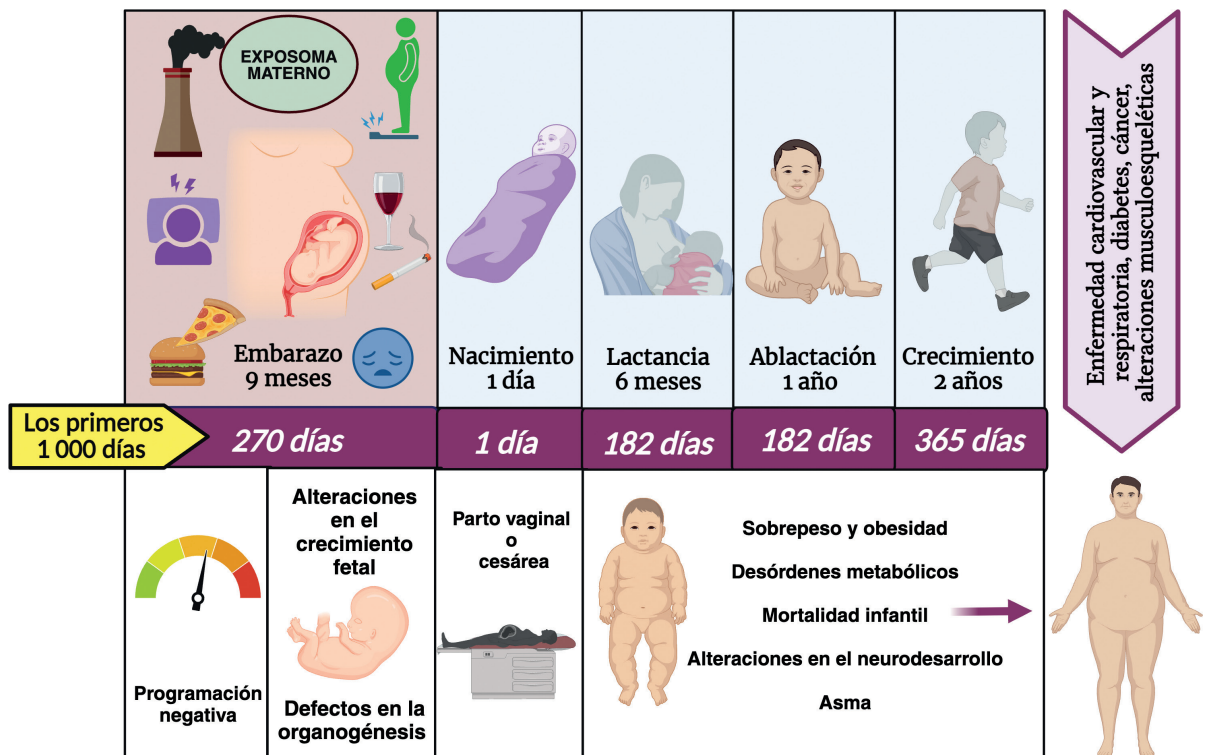 EXPOSOMA
MATERNO
Embarazo
9 meses
Nacimiento
1 día
Lactancia
6 meses
Ablactación
1 año
Crecimiento
2 años
Enfermedad cardiovascular y
respiratoria, diabetes, cáncer,
alteraciones musculoesqueléticas
Los primeros
1 000 días
270 días
1 día
182 días
182 días
365 días
Programación
negativa
Alteraciones
en el
crecimiento
fetal
Defectos en la
organogénesis
Parto vaginal
o
cesárea
Sobrepeso y obesidad
Desórdenes metabólicos
Mortalidad infantil
Alteraciones en el neurodesarrollo
Asma